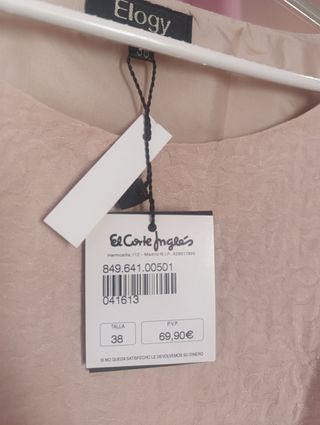 Elogy
38
El Corte Inglés
Hermosilla, 112 - Madrid N.I.F. A28017895
849.641.00501
041613
TALLA
38
P.V.P.
69,90€
SI NO QUEDA SATISFECHO LE DEVOLVEMOS SU DINERO